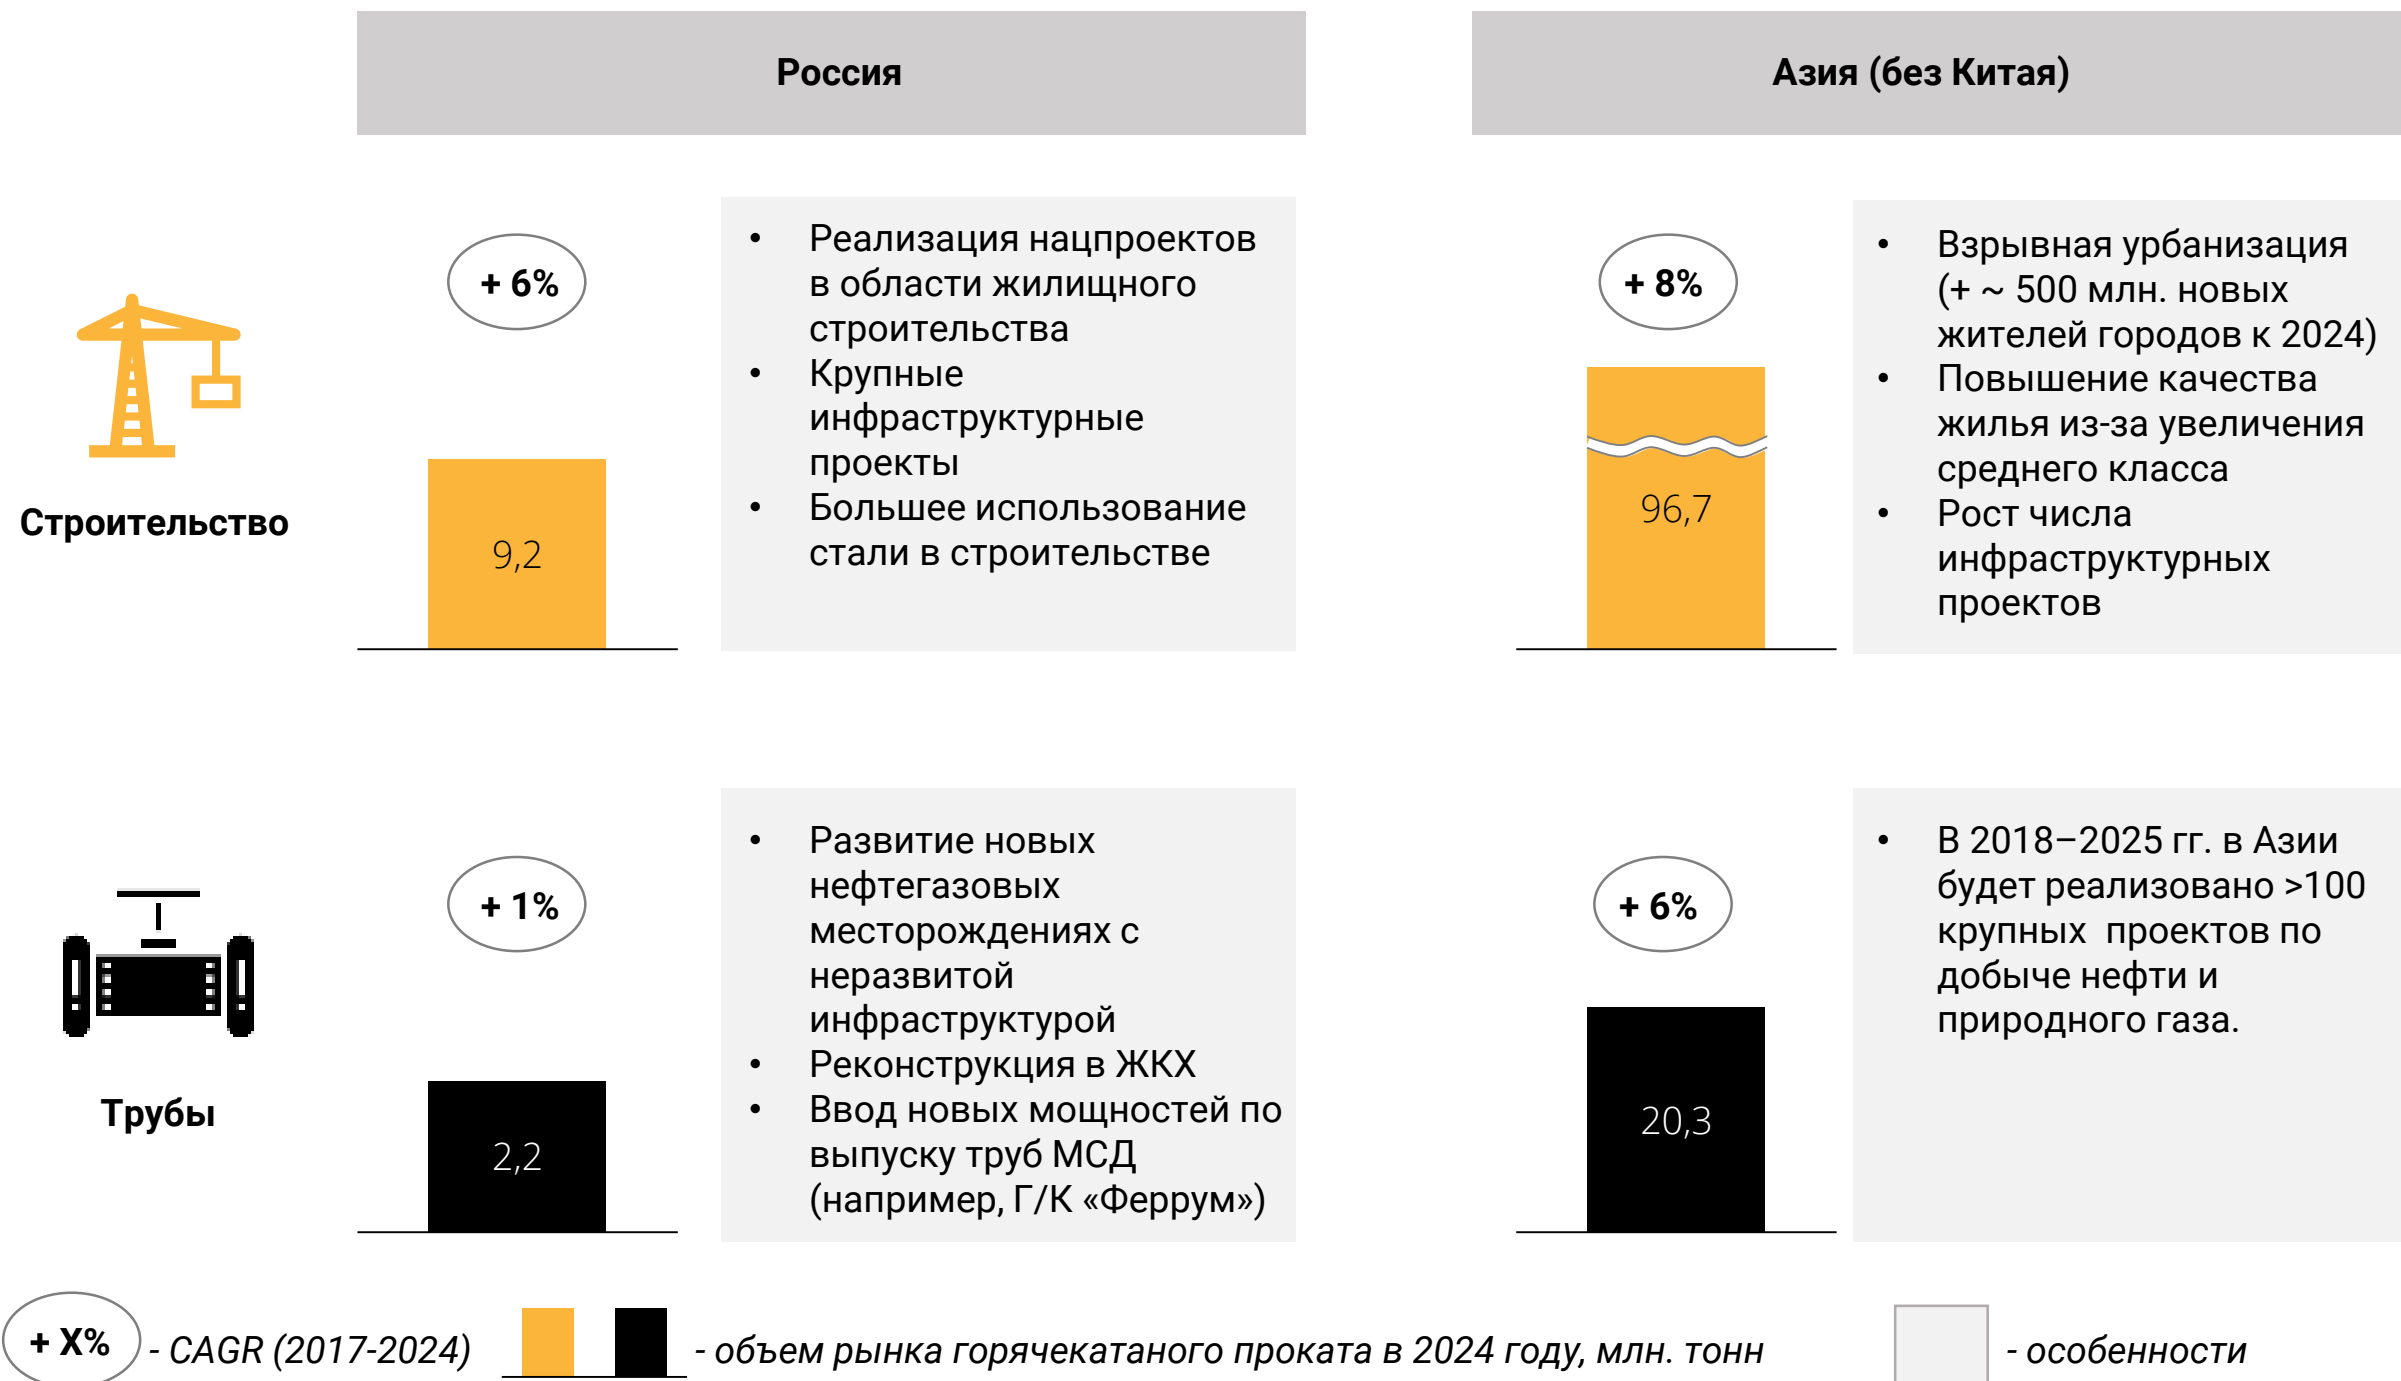 Россия
Азия (без Китая)
Строительство
+ 6%
9,2
• Реализация нацпроектов
в области жилищного
строительства
• Крупные
инфраструктурные
проекты
• Большее использование
стали в строительстве
+ 8%
96,7
• Взрывная урбанизация
(+ ~ 500 млн. новых
жителей городов к 2024)
• Повышение качества
жилья из-за увеличения
среднего класса
• Рост числа
инфраструктурных
проектов
Трубы
+ 1%
2,2
• Развитие новых
нефтегазовых
месторождениях с
неразвитой
инфраструктурой
• Реконструкция в ЖКХ
• Ввод новых мощностей по
выпуску труб МСД
(например, Г/К «Феррум»)
+ 6%
20,3
• В 2018–2025 гг. в Азии
будет реализовано >100
крупных проектов по
добыче нефти и
природного газа.
+ X% - CAGR (2017-2024)
- объем рынка горячекатаного проката в 2024 году, млн. тонн
- особенности